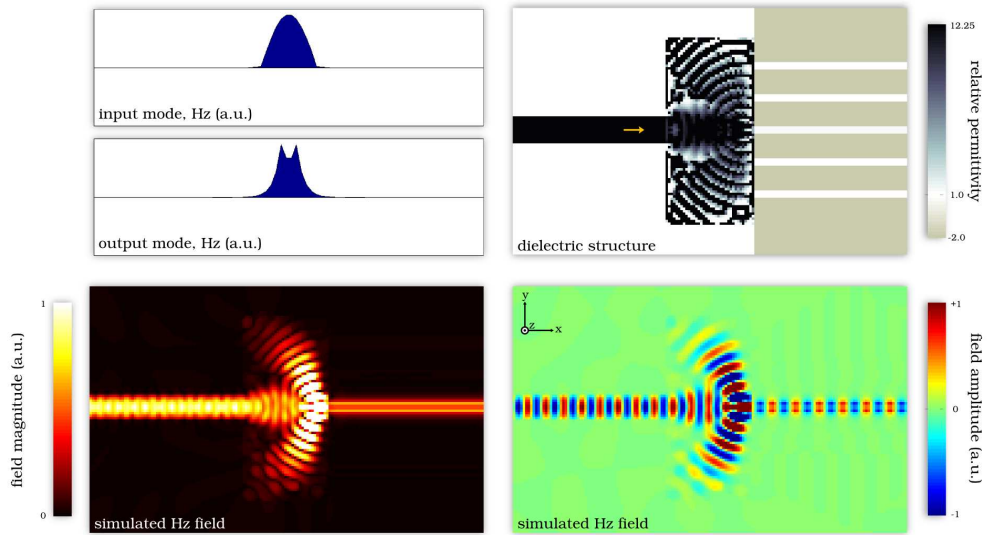 input mode, Hz (a.u.)
output mode, Hz (a.u.)
dielectric structure
12.25
1.0
-2.0
relative permittivity
1
0
field magnitude (a.u.)
simulated Hz field
y
z
x
simulated Hz field
+1
0
-1
field amplitude (a.u.)